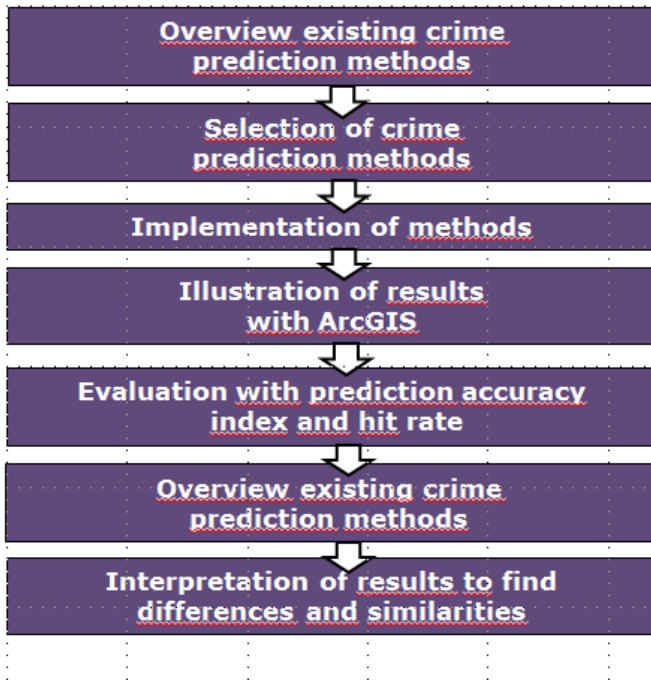 Overview existing crime
prediction methods
Selection of crime
prediction methods
Implementation of methods
Illustration of results
with ArcGIS
Evaluation with prediction accuracy
index and hit rate
Overview existing crime
prediction methods
Interpretation of results to find
differences and similarities